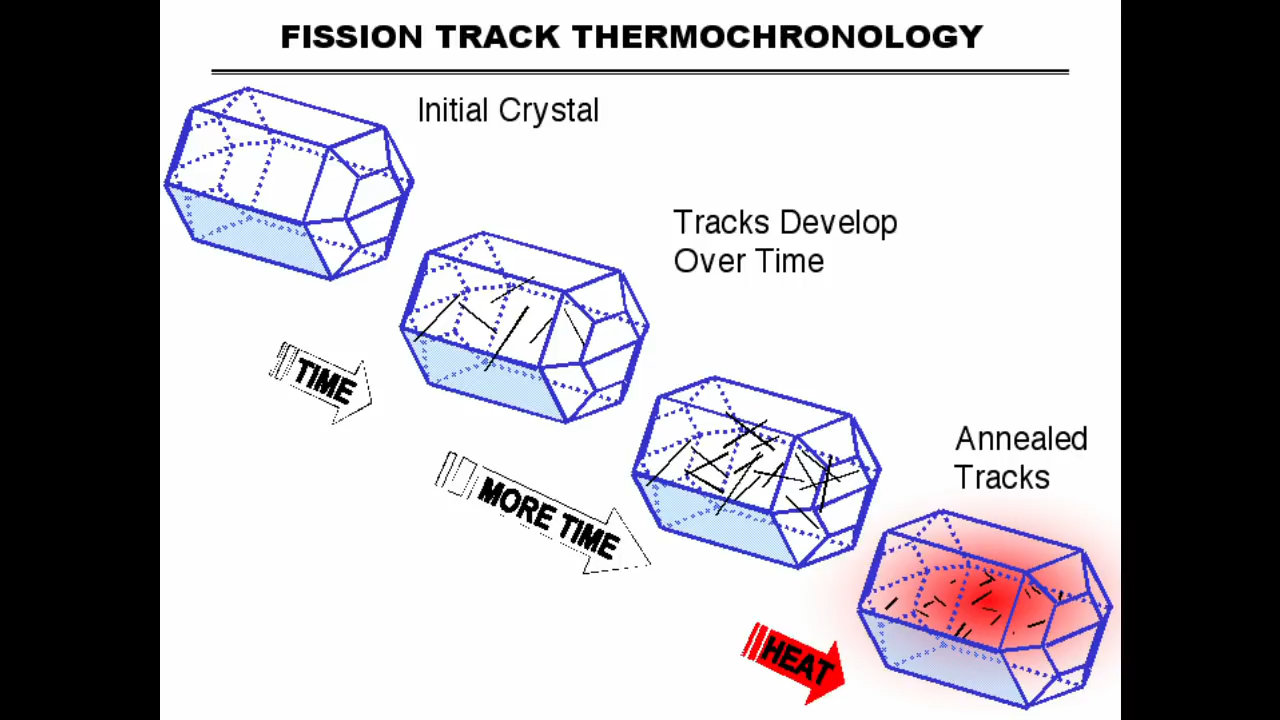 FISSION TRACK THERMOCHRONOLOGY
Initial Crystal
Tracks Develop
Over Time
TIME
Annealed
Tracks
MORE TIME
HEAT